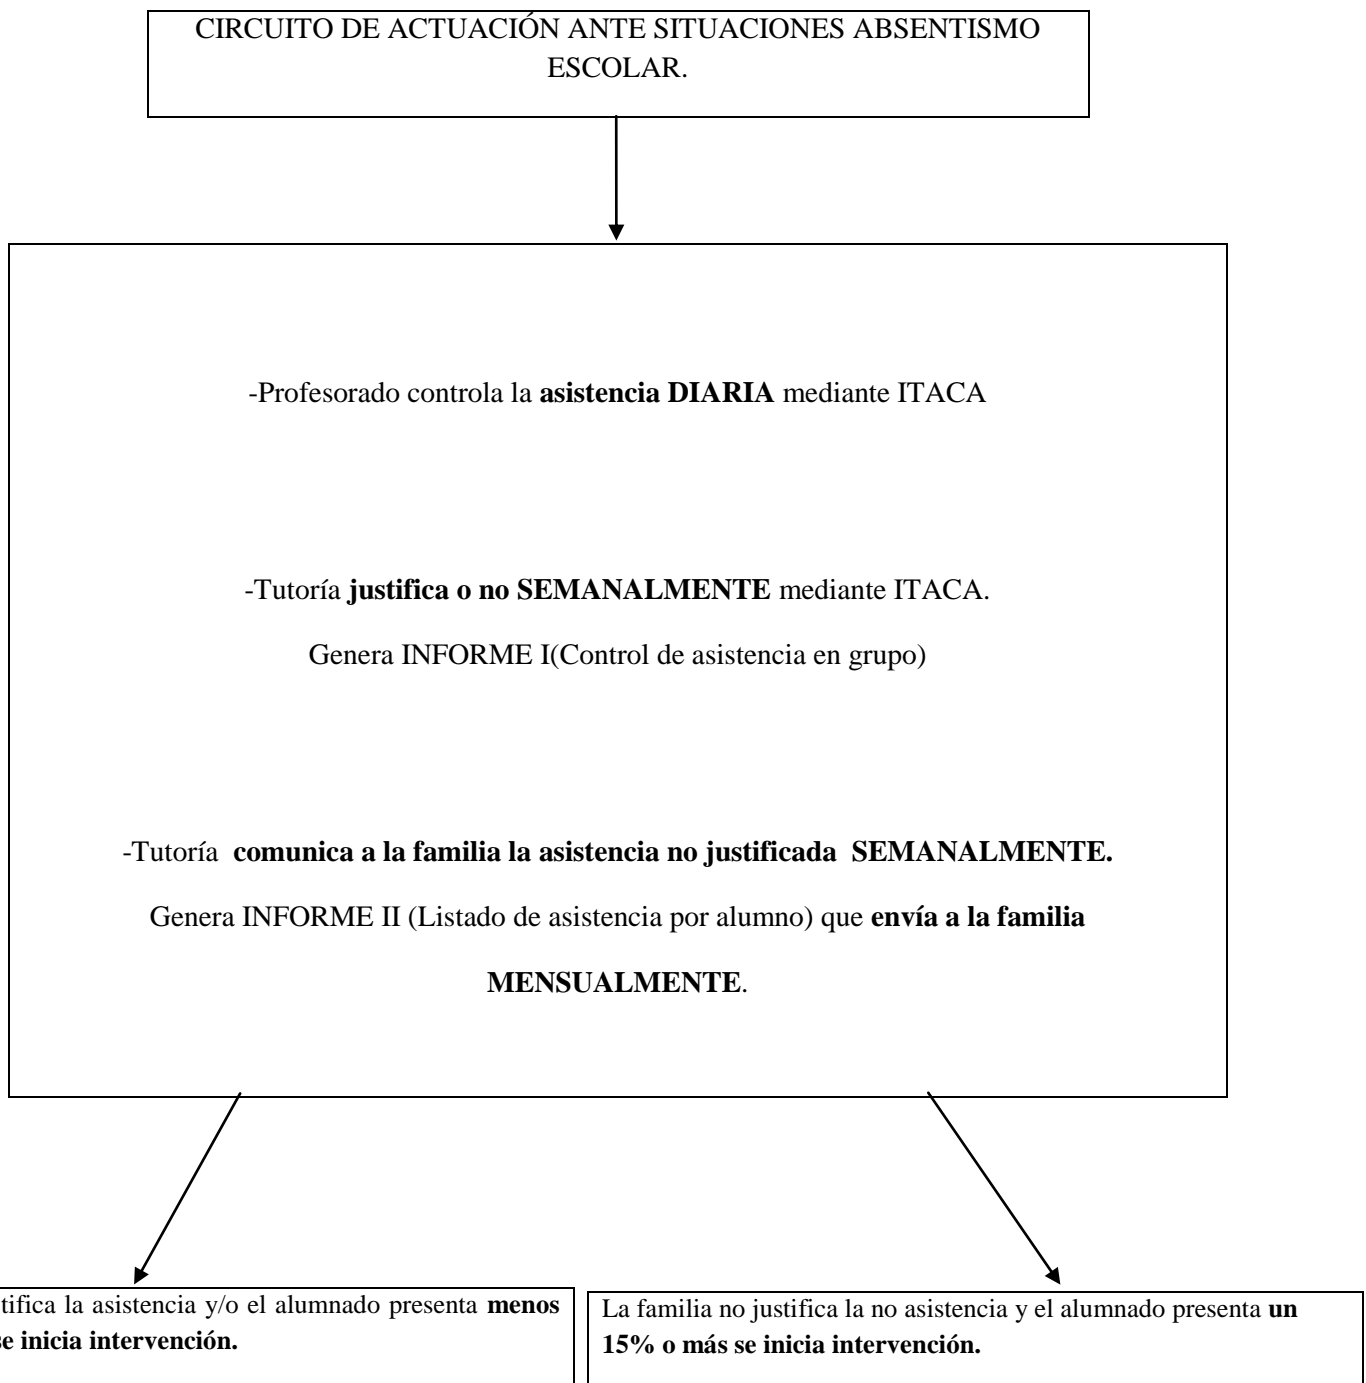 CIRCUITO DE ACTUACIÓN ANTE SITUACIONES ABSENTISMO
ESCOLAR.
-Profesorado controla la asistencia DIARIA mediante ITACA
-Tutoría justifica o no SEMANALMENTE mediante ITACA.
Genera INFORME I(Control de asistencia en grupo)
-Tutoría comunica a la familia la asistencia no justificada SEMANALMENTE.
Genera INFORME II (Listado de asistencia por alumno) que envía a la familia
MENSUALMENTE.
la asistencia y/o el alumnado presenta menos
se inicia intervención.
La familia no justifica la no asistencia y el alumnado presenta un
15% o más se inicia intervención.